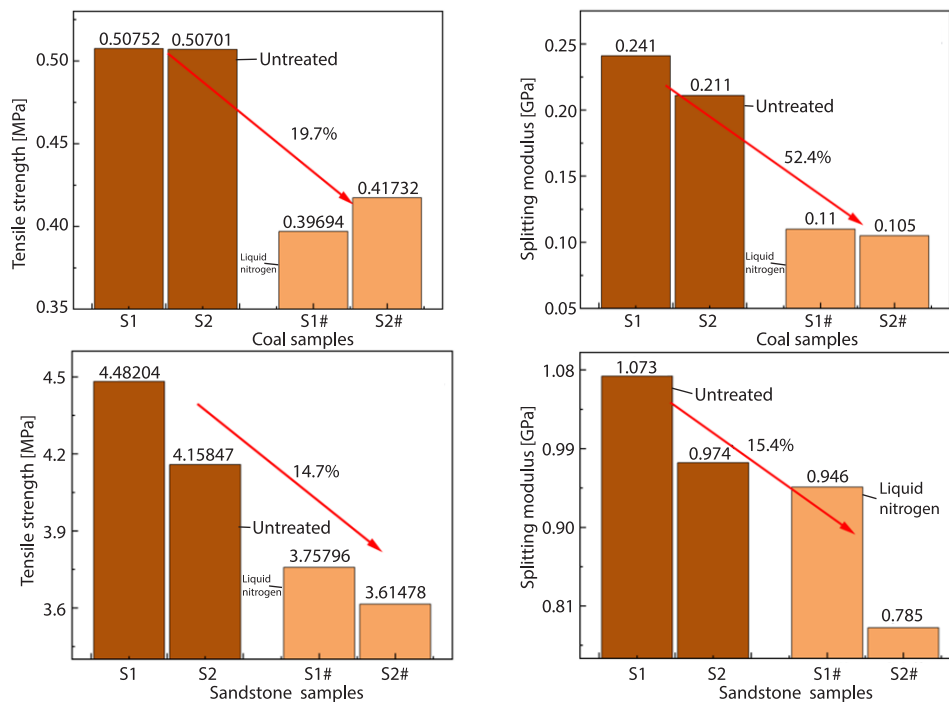 Tensile strength [MPa]
0.50
0.45
0.40
0.35
0.50752
0.50701
Untreated
19.7%
0.39694
0.41732
Liquid
nitrogen
S1
S2
S1#
S2#
Coal samples
Splitting modulus [GPa]
0.25
0.20
0.15
0.10
0.05
0.241
0.211
Untreated
52.4%
0.11
0.105
Liquid
nitrogen
S1
S2
S1#
S2#
Coal samples
Tensile strength [MPa]
4.5
4.2
3.9
3.6
4.48204
4.15847
14.7%
Untreated
3.75796
3.61478
Liquid
nitrogen
S1
S2
S1#
S2#
Sandstone samples
Splitting modulus [GPa]
1.08
0.99
0.90
0.81
1.073
Untreated
0.974
15.4%
0.946
Liquid
nitrogen
0.785
S1
S2
S1#
S2#
Sandstone samples